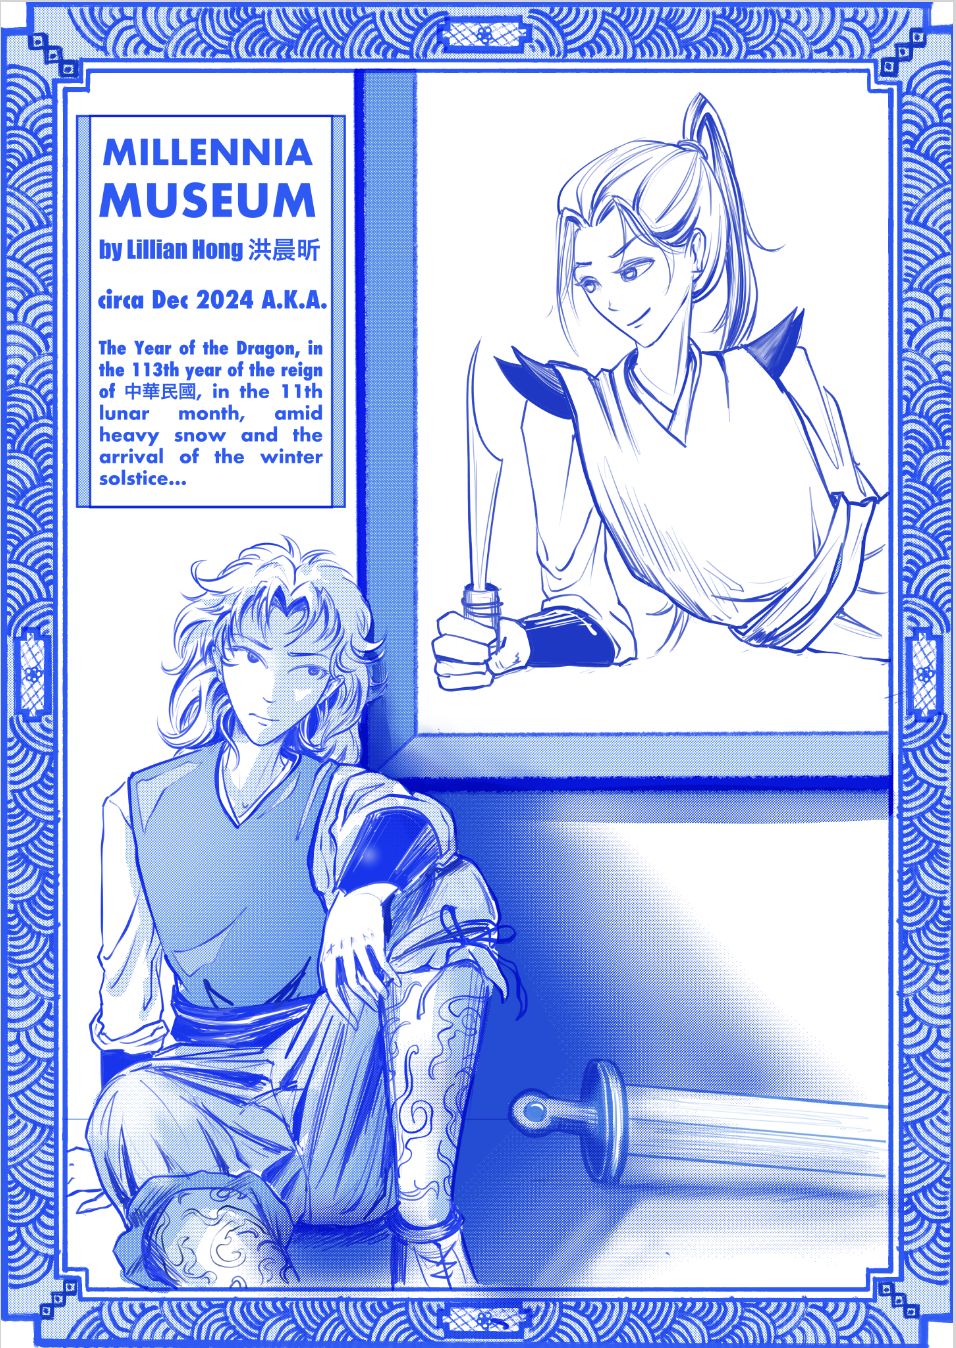 MILLENNIA
MUSEUM
by Lillian Hong 洪晨昕
circa Dec 2024 A.K.A.
The Year of the Dragon, in
the 113th year of the reign
of 中華民國, in the 11th
lunar month, amid
heavy snow and the
arrival of the winter
solstice...